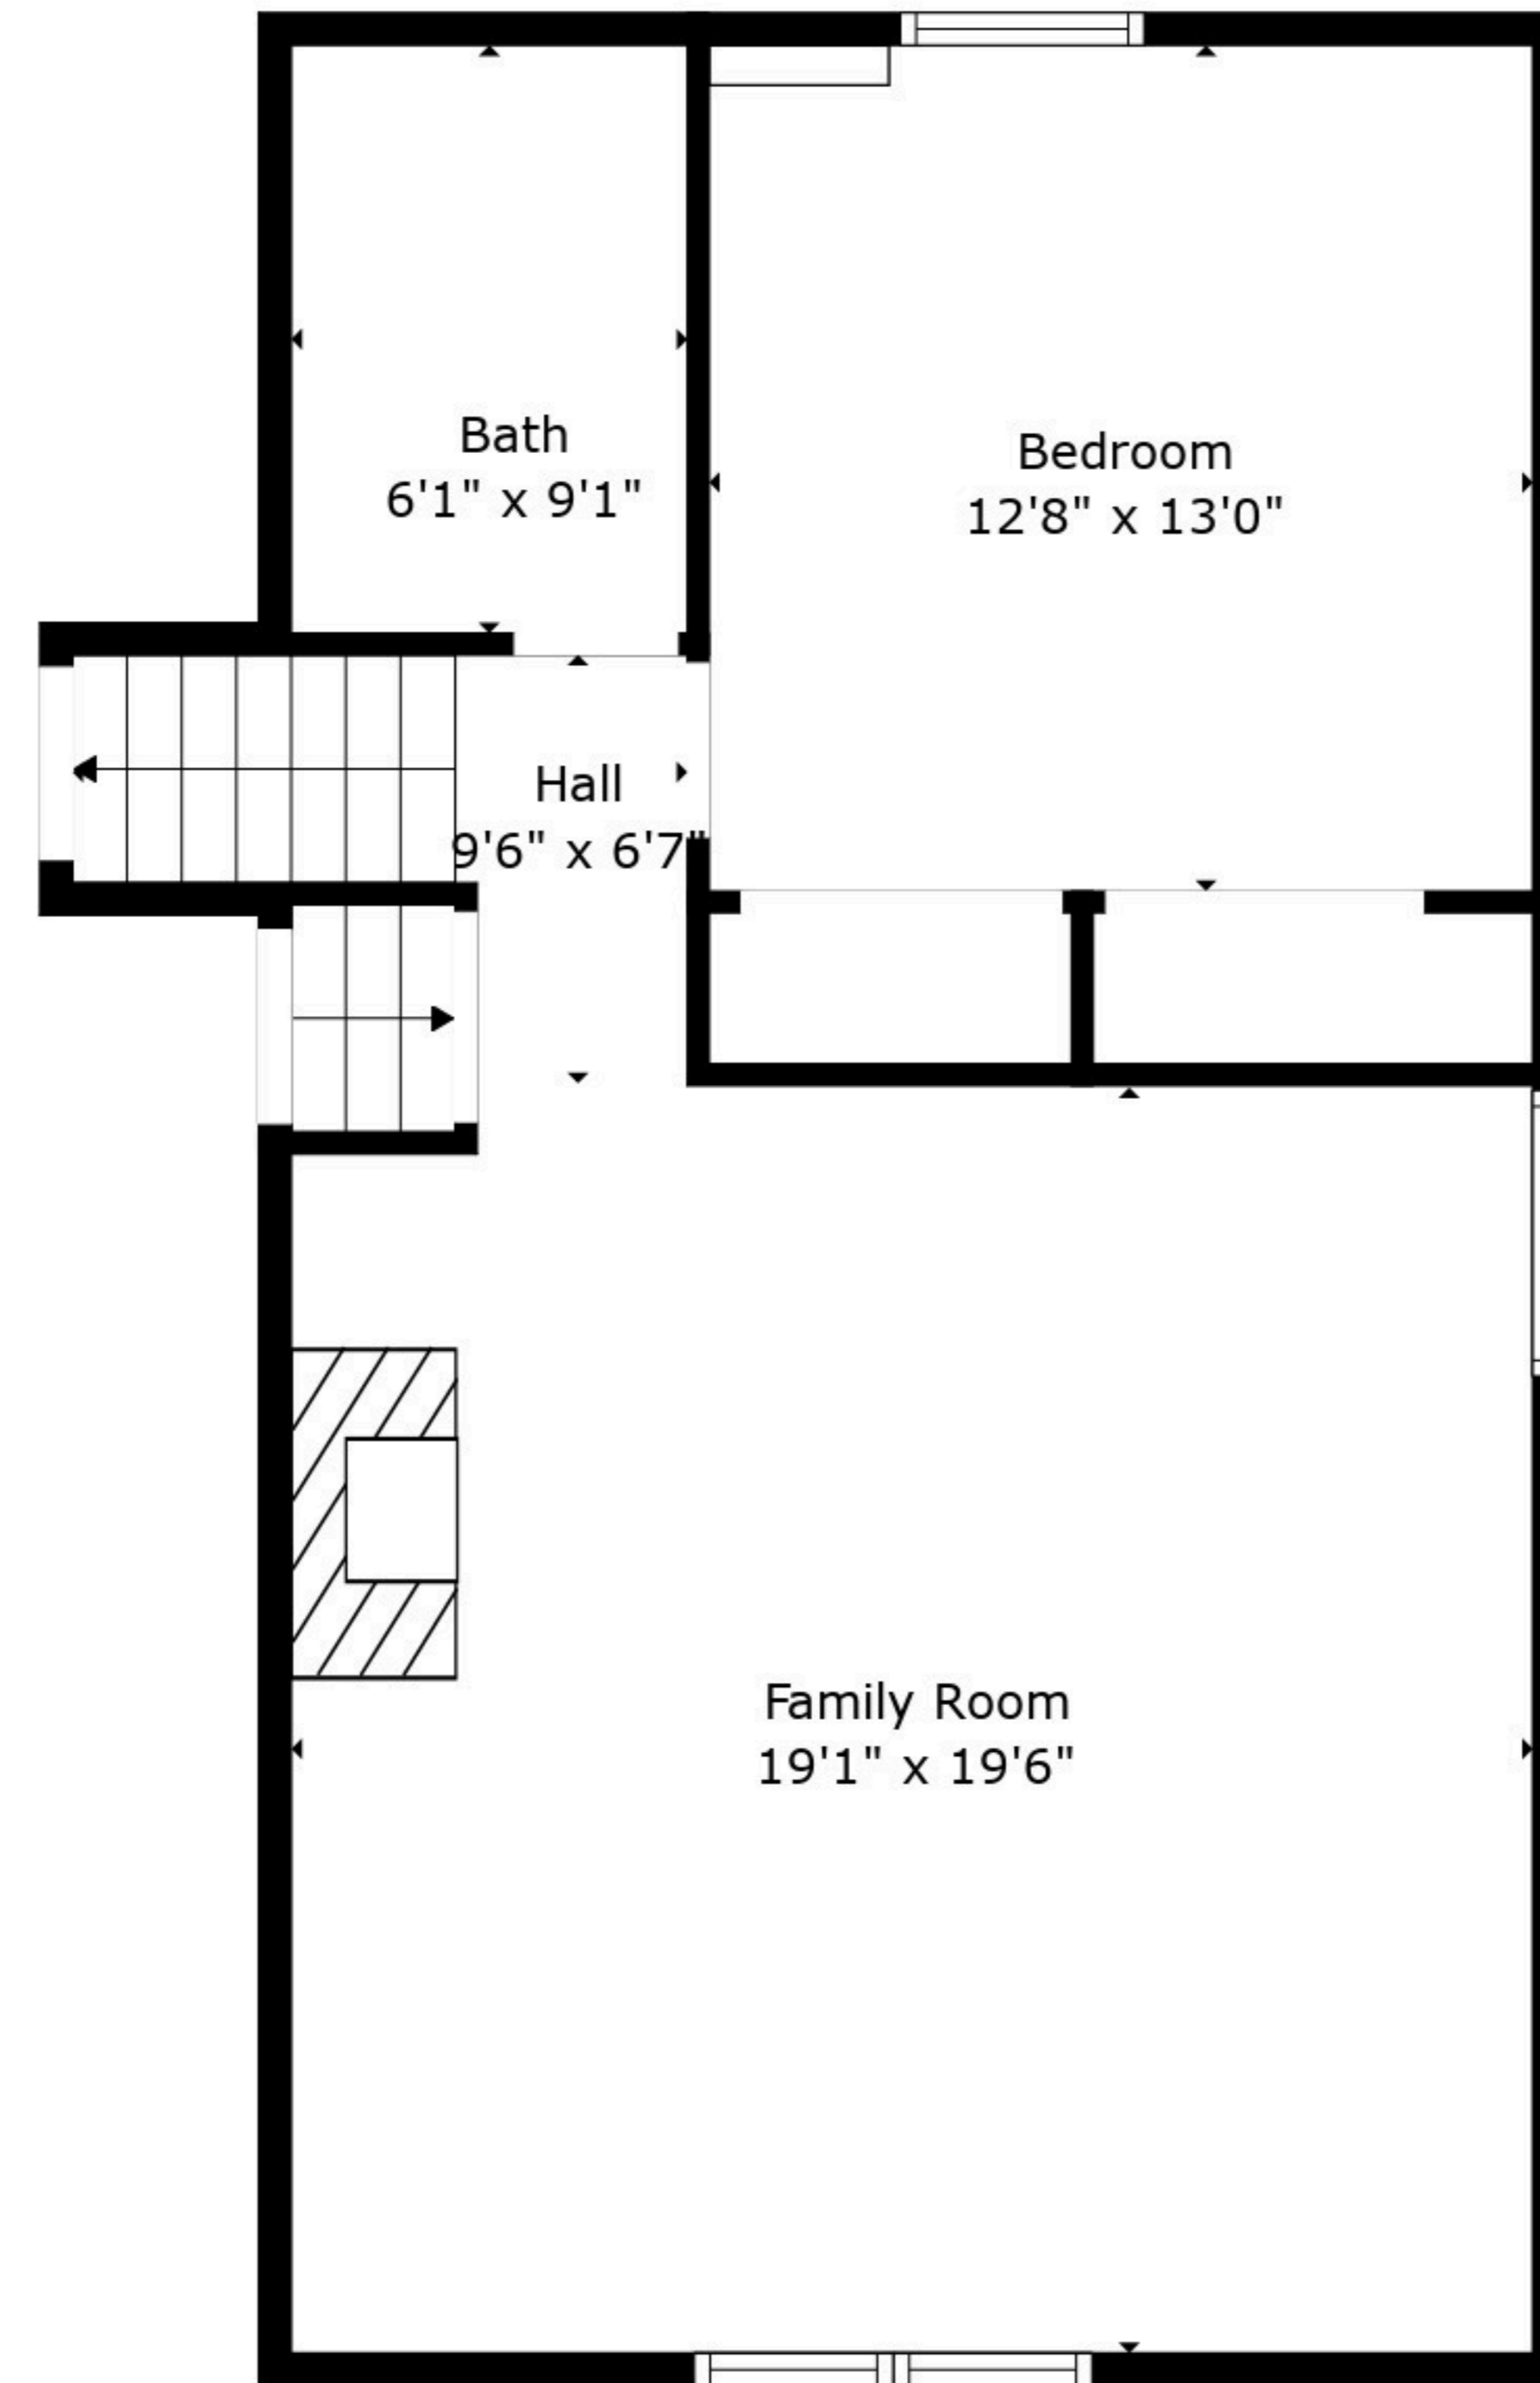 Bath
6'1" x 9'1"
Bedroom
12'8" x 13'0"
Hall
9'6" x 6'7"
Family Room
19'1" x 19'6"